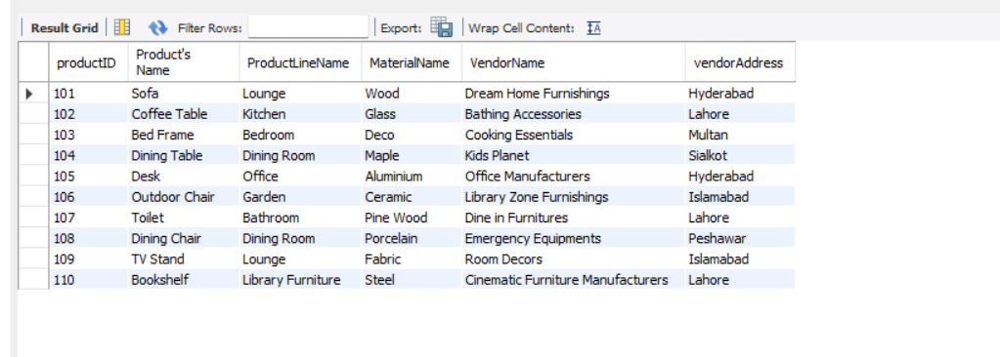 Result Grid Filter Rows: Export: Wrap Cell Content:
productID Product's Name ProductLineName MaterialName VendorName vendorAddress
101 Sofa Lounge Wood Dream Home Furnishings Hyderabad
102 Coffee Table Kitchen Glass Bathing Accessories Lahore
103 Bed Frame Bedroom Deco Cooking Essentials Multan
104 Dining Table Dining Room Maple Kids Planet Sialkot
105 Desk Office Aluminium Office Manufacturers Hyderabad
106 Outdoor Chair Garden Ceramic Library Zone Furnishings Islamabad
107 Toilet Bathroom Pine Wood Dine in Furnitures Lahore
108 Dining Chair Dining Room Porcelain Emergency Equipments Peshawar
109 TV Stand Lounge Fabric Room Decors Islamabad
110 Bookshelf Library Furniture Steel Cinematic Furniture Manufacturers Lahore